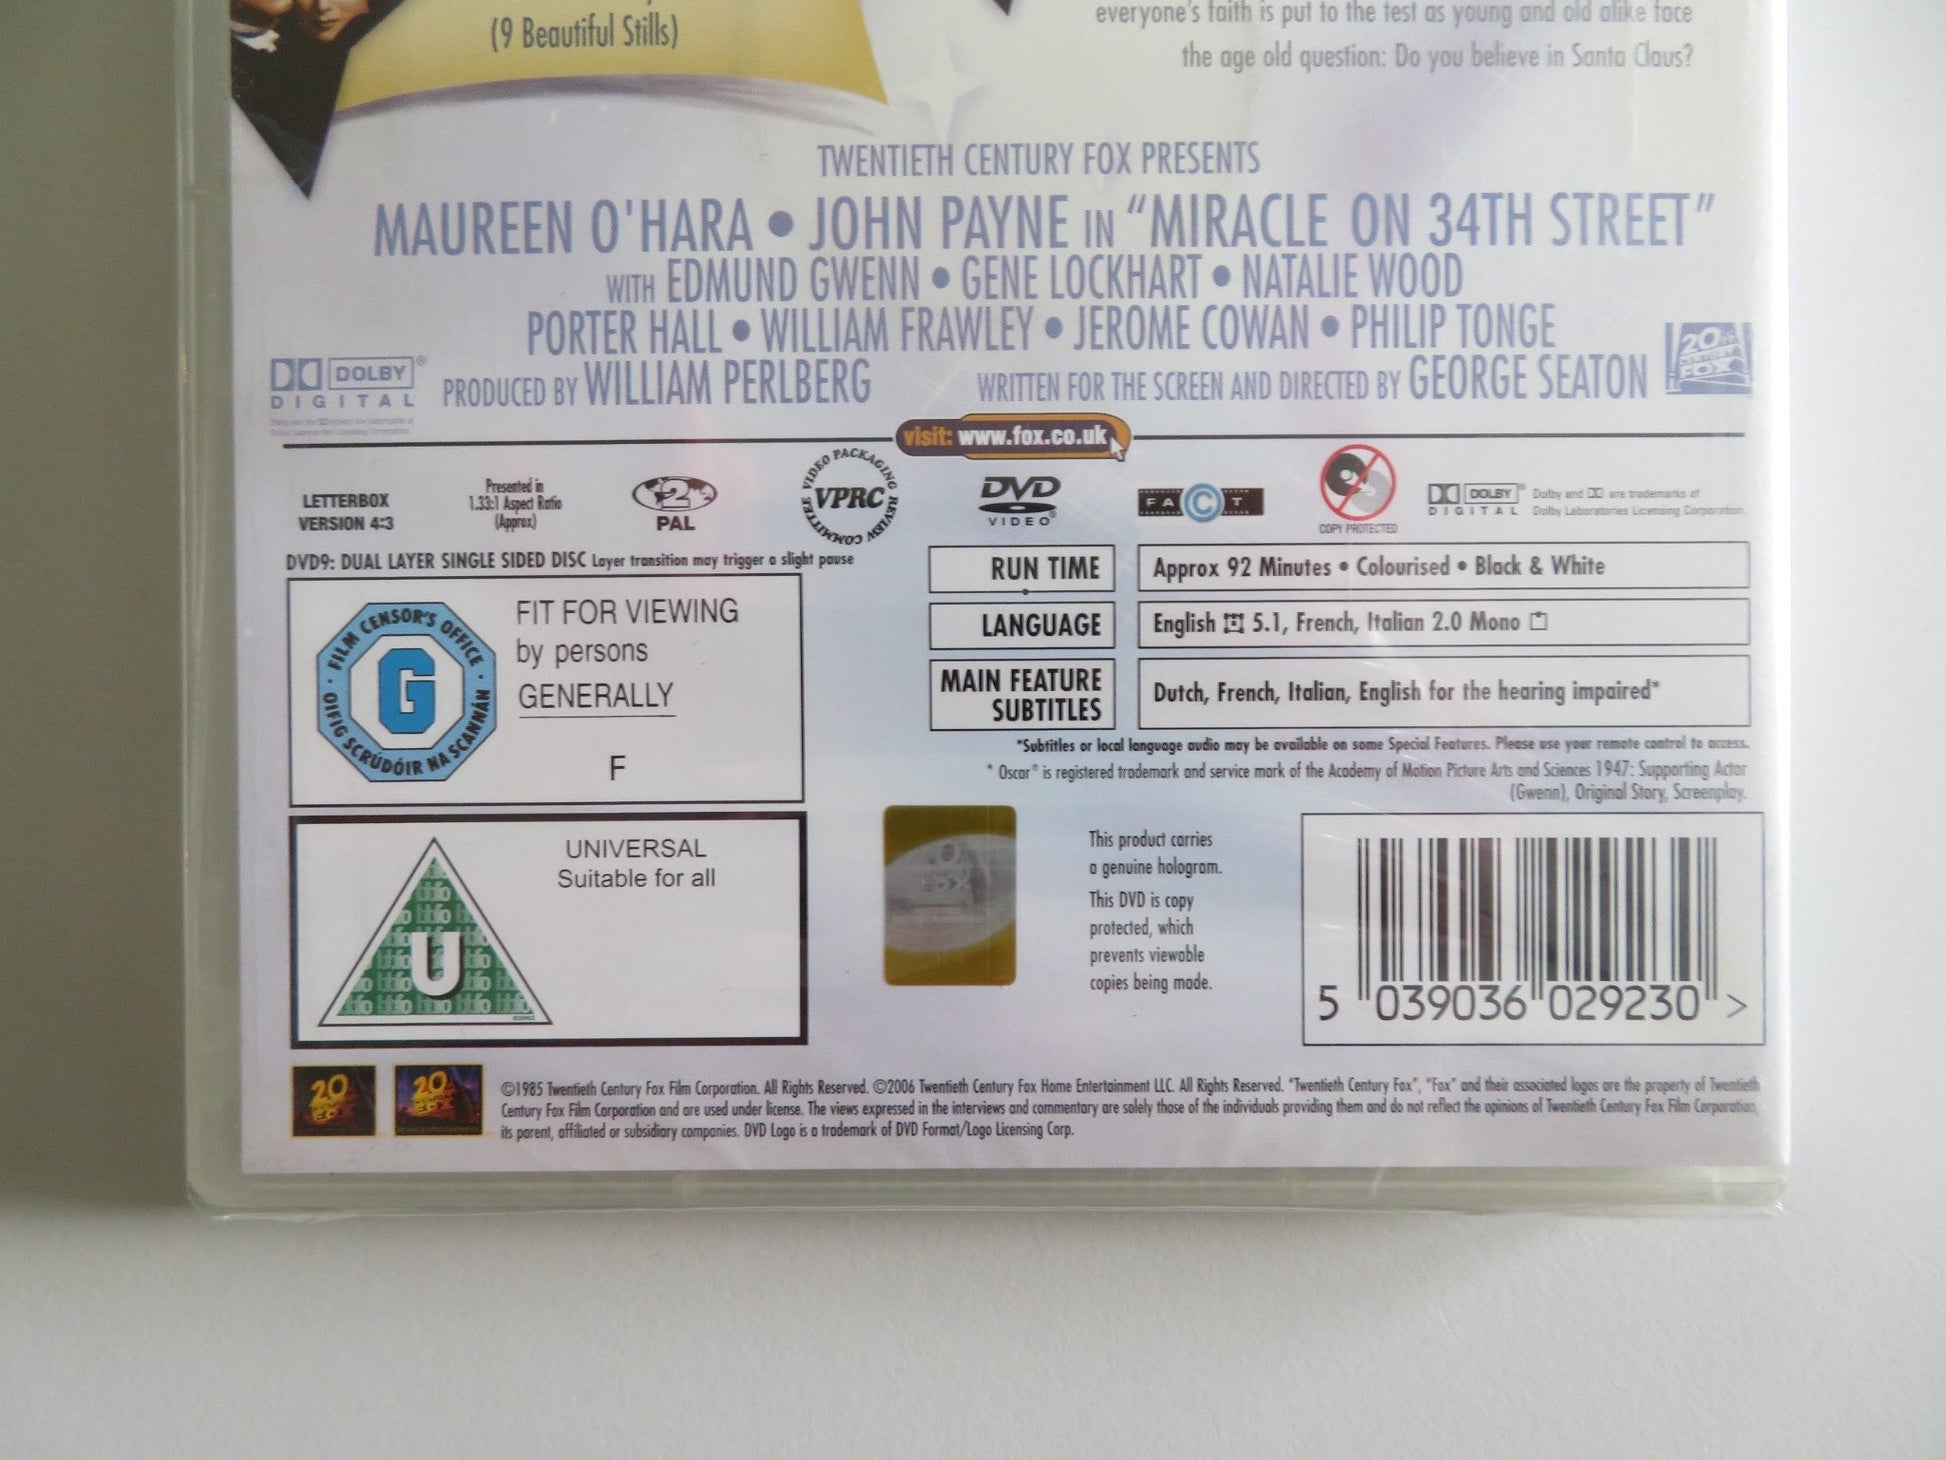 (9 Beautiful Stills)
everyone's faith is put to the test as young and old alike face
the age old question: Do you believe in Santa Claus?
TWENTIETH CENTURY FOX PRESENTS
MAUREEN O'HARA • JOHN PAYNE IN "MIRACLE ON 34TH STREET"
WITH EDMUND GWENN • GENE LOCKHART • NATALIE WOOD
PORTER HALL • WILLIAM FRAWLEY • JEROME COWAN • PHILIP TONGE
PRODUCED BY WILLIAM PERLBERG WRITTEN FOR THE SCREEN AND DIRECTED BY GEORGE SEATON
DOLBY®
DIGITAL
20th
CENTURY
FOX
visit: www.fox.co.uk
LETTERBOX
VERSION 4:3
Presented in
1.33:1 Aspect Ratio
(Approx)
2
PAL
VIDEO PACKAGING REVIEW COMMITTEE
VPRC
DVD
VIDEO®
FACT
COPY PROTECTED
DOLBY®
DIGITAL
Dolby and are trademarks of
Dolby Laboratories Licensing Corporation.
DVD9: DUAL LAYER SINGLE SIDED DISC Layer transition may trigger a slight pause
FILM CENSOR'S OFFICE
OIFIG SCRÚDÓIR NA SCANNÁN
G
FIT FOR VIEWING
by persons
GENERALLY
F
RUN TIME
Approx 92 Minutes • Colourised • Black & White
LANGUAGE
English 5.1, French, Italian 2.0 Mono
MAIN FEATURE
SUBTITLES
Dutch, French, Italian, English for the hearing impaired*
*Subtitles or local language audio may be available on some Special Features. Please use your remote control to access.
* Oscar® is registered trademark and service mark of the Academy of Motion Picture Arts and Sciences 1947: Supporting Actor
(Gwenn), Original Story, Screenplay.
U
UNIVERSAL
Suitable for all
This product carries
a genuine hologram.
This DVD is copy
protected, which
prevents viewable
copies being made.
5 039036 029230 >
20
20
©1985 Twentieth Century Fox Film Corporation. All Rights Reserved. ©2006 Twentieth Century Fox Home Entertainment LLC. All Rights Reserved. "Twentieth Century Fox", "Fox" and their associated logos are the property of Twentieth
Century Fox Film Corporation and are used under license. The views expressed in the interviews and commentary are solely those of the individuals providing them and do not reflect the opinions of Twentieth Century Fox Film Corporation,
its parent, affiliated or subsidiary companies. DVD Logo is a trademark of DVD Format/Logo Licensing Corp.